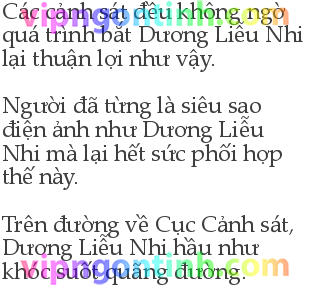 Các cảnh sát đều không ngờ
vipngontinh.com
quá trình bắt Dương Liễu Nhi
lại thuận lợi như vậy.
Người đã từng là siêu sao
điện ảnh như Dương Liễu
Nhi mà lại hết sức phối hợp
thế này.
Trên đường về Cục Cảnh sát,
Dương Liễu Nhi hầu như
khóc suốt quãng đường.
vipngontinh.com